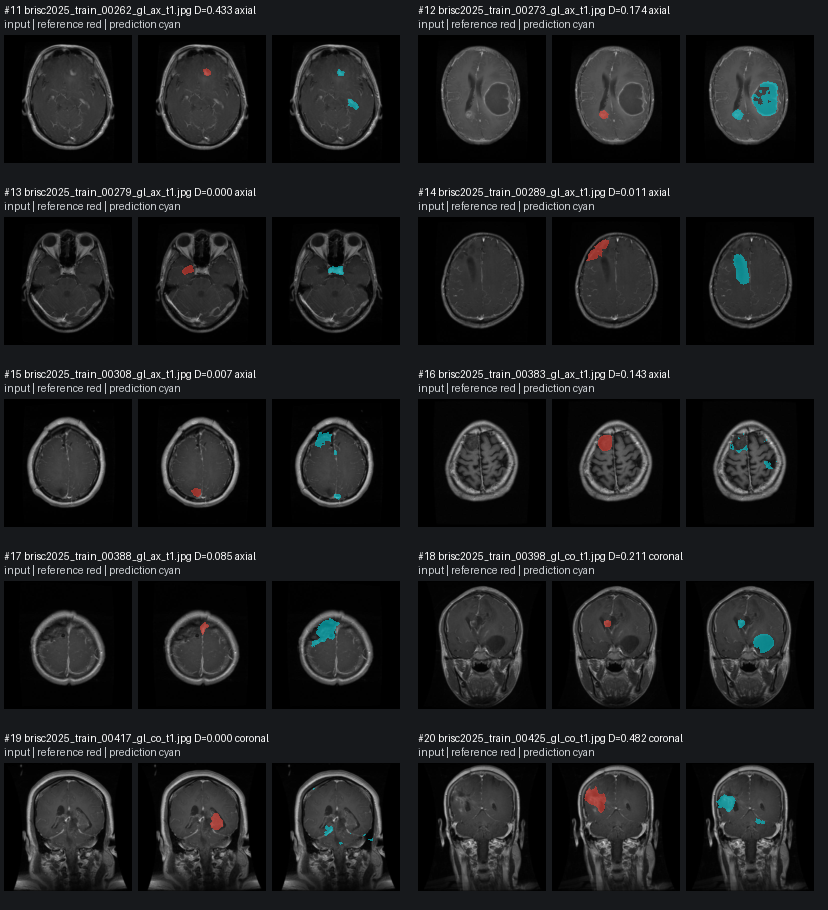 #11 brisc2025_train_00262_gl_ax_t1.jpg D=0.433 axial
input | reference red | prediction cyan
#12 brisc2025_train_00273_gl_ax_t1.jpg D=0.174 axial
input | reference red | prediction cyan
#13 brisc2025_train_00279_gl_ax_t1.jpg D=0.000 axial
input | reference red | prediction cyan
#14 brisc2025_train_00289_gl_ax_t1.jpg D=0.011 axial
input | reference red | prediction cyan
#15 brisc2025_train_00308_gl_ax_t1.jpg D=0.007 axial
input | reference red | prediction cyan
#16 brisc2025_train_00383_gl_ax_t1.jpg D=0.143 axial
input | reference red | prediction cyan
#17 brisc2025_train_00388_gl_ax_t1.jpg D=0.085 axial
input | reference red | prediction cyan
#18 brisc2025_train_00398_gl_co_t1.jpg D=0.211 coronal
input | reference red | prediction cyan
#19 brisc2025_train_00417_gl_co_t1.jpg D=0.000 coronal
input | reference red | prediction cyan
#20 brisc2025_train_00425_gl_co_t1.jpg D=0.482 coronal
input | reference red | prediction cyan